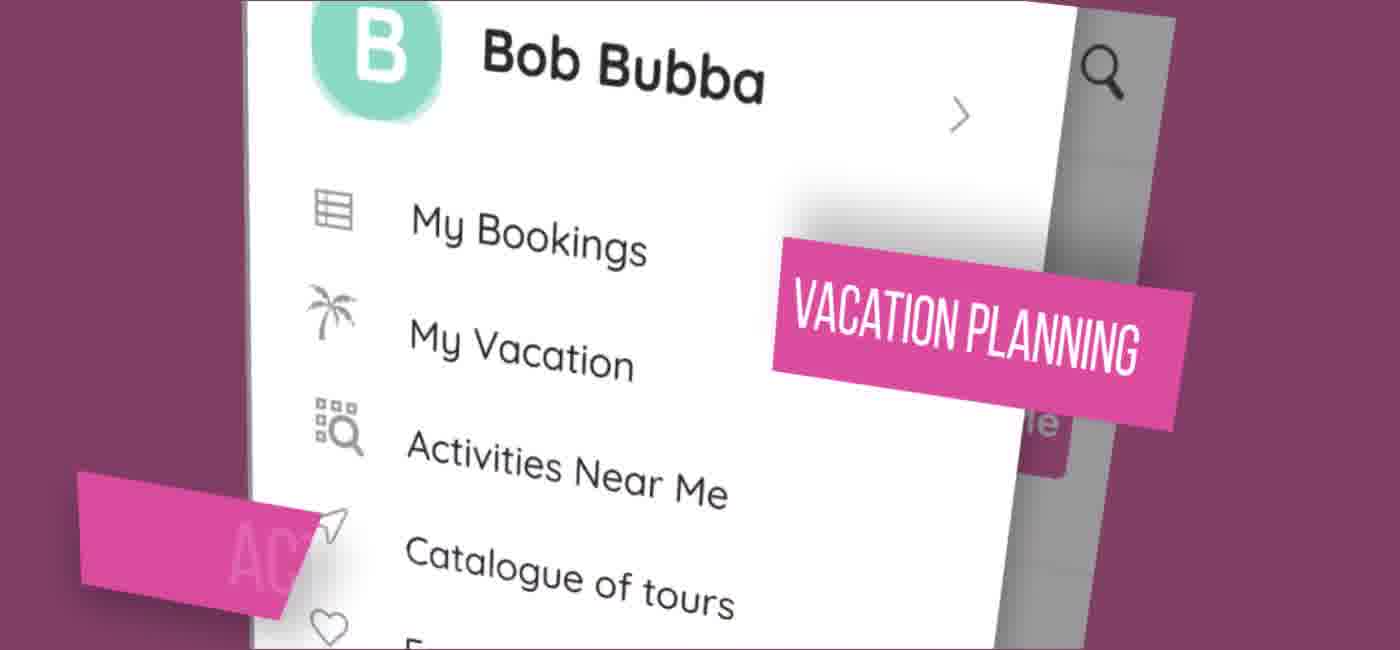 B
Bob Bubba
My Bookings
VACATION PLANNING
My Vacation
Activities Near Me
Catalogue of tours